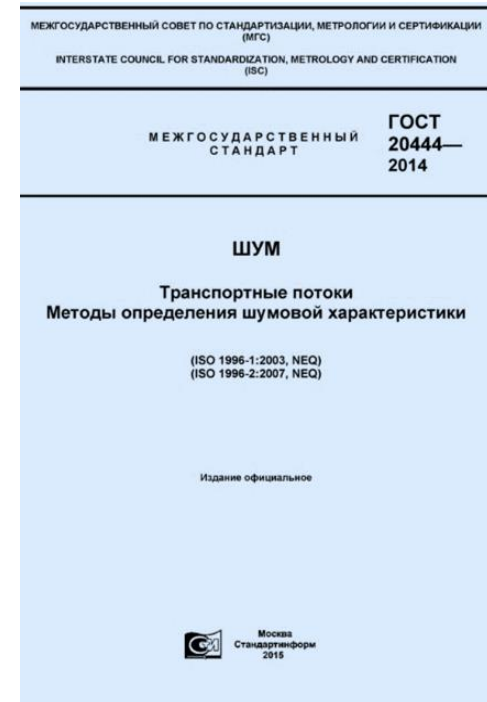 МЕЖГОСУДАРСТВЕННЫЙ СОВЕТ ПО СТАНДАРТИЗАЦИИ, МЕТРОЛОГИИ И СЕРТИФИКАЦИИ
(МГС)
INTERSTATE COUNCIL FOR STANDARDIZATION, METROLOGY AND CERTIFICATION
(ISC)
МЕЖГОСУДАРСТВЕННЫЙ
СТАНДАРТ
ГОСТ
20444—
2014
ШУМ
Транспортные потоки
Методы определения шумовой характеристики
(ISO 1996-1:2003, NEQ)
(ISO 1996-2:2007, NEQ)
Издание официальное
Москва
Стандартинформ
2015